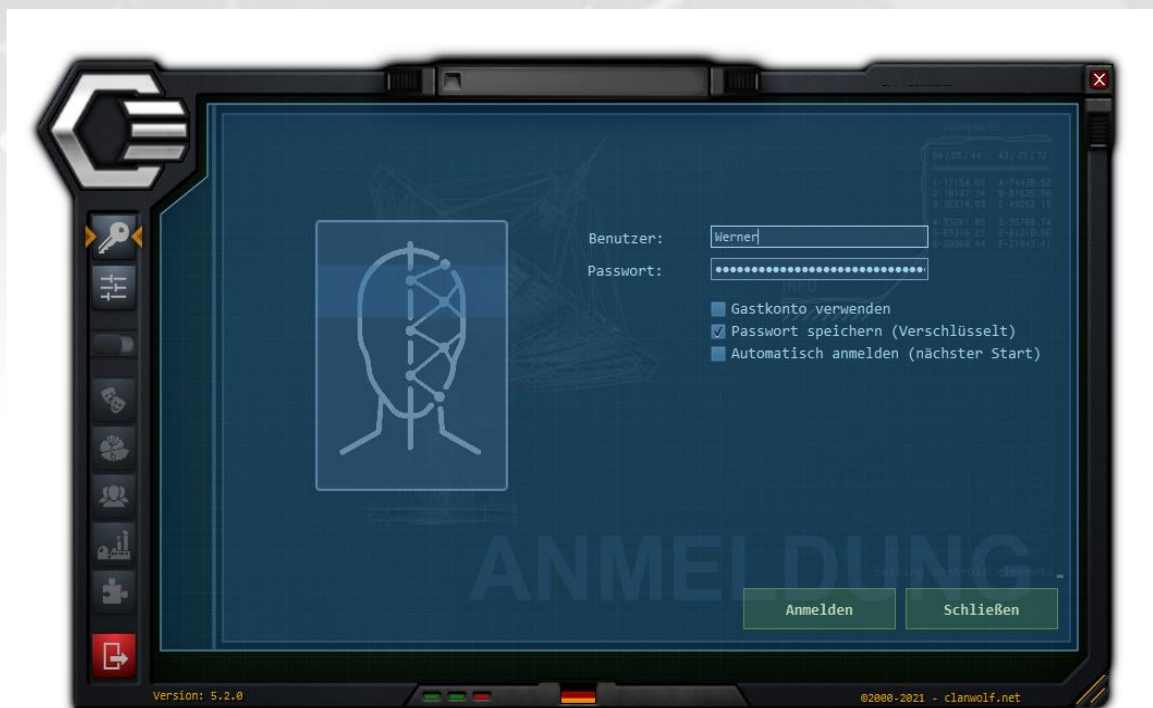 Benutzer: Werner
Passwort: ••••••••••••••••••••••••••••••
INFO
Gastkonto verwenden
Passwort speichern (Verschlüsselt)
Automatisch anmelden (nächster Start)
ANMELDUNG
Anmelden Schließen
Version: 5.2.0 ©2000-2021 - clanwolf.net